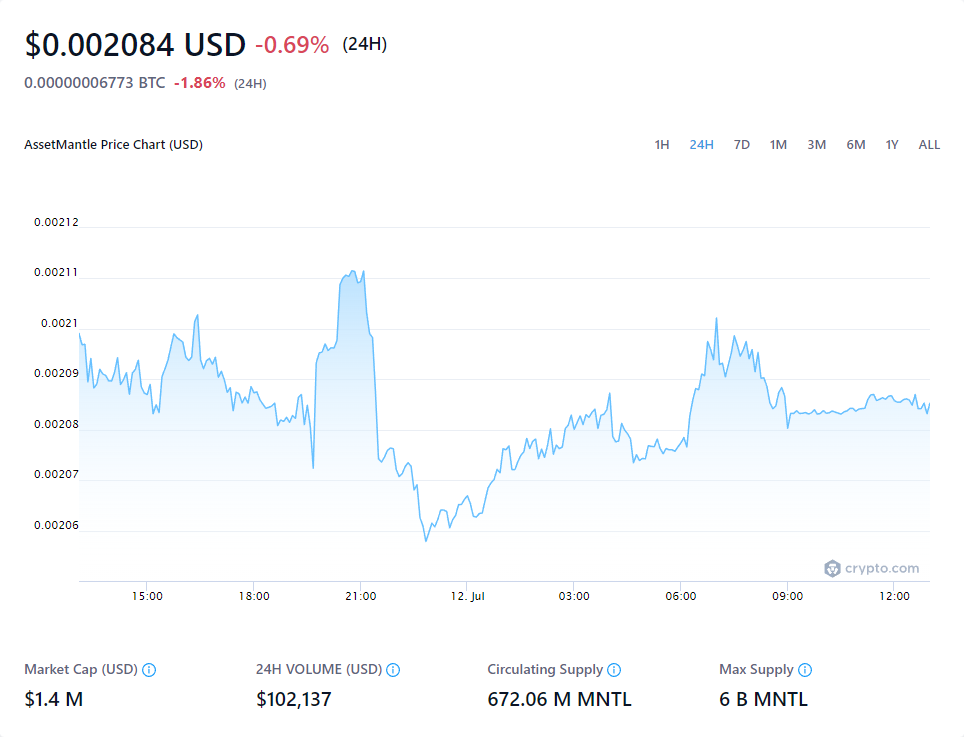 $0.002084 USD -0.69% (24H)
0.00000006773 BTC -1.86% (24H)
AssetMantle Price Chart (USD) 1H 24H 7D 1M 3M 6M 1Y ALL
0.00212
0.00211
0.0021
0.00209
0.00208
0.00207
0.00206
crypto.com
15:00 18:00 21:00 12. Jul 03:00 06:00 09:00 12:00
Market Cap (USD) 24H VOLUME (USD) Circulating Supply Max Supply
$1.4 M $102,137 672.06 M MNTL 6 B MNTL